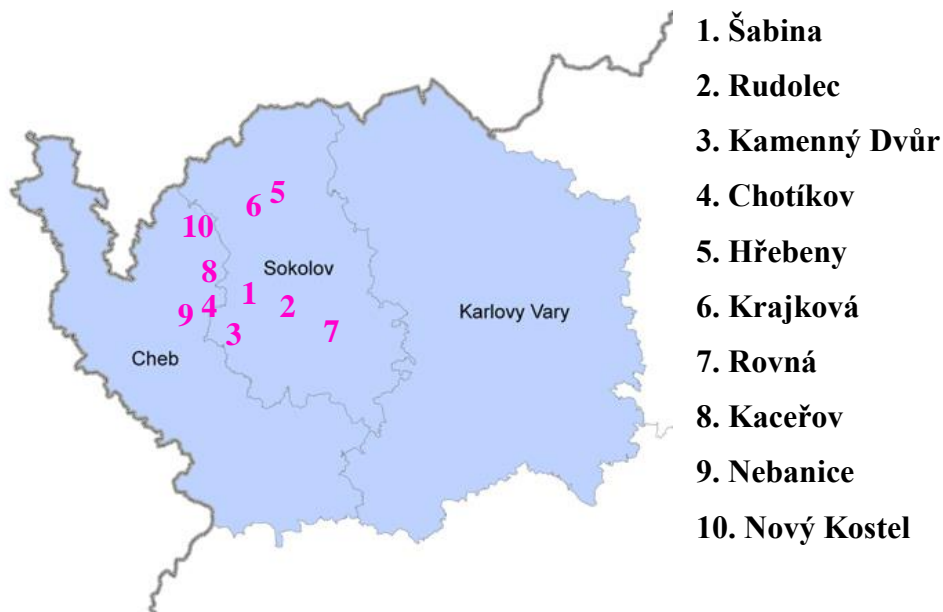 1. Šabina
2. Rudolec
3. Kamenný Dvůr
4. Chotíkov
5. Hřebeny
6. Krajková
7. Rovná
8. Kaceřov
9. Nebanice
10. Nový Kostel
5
6
10
8
Sokolov
1
4
2
9
3
7
Karlovy Vary
Cheb